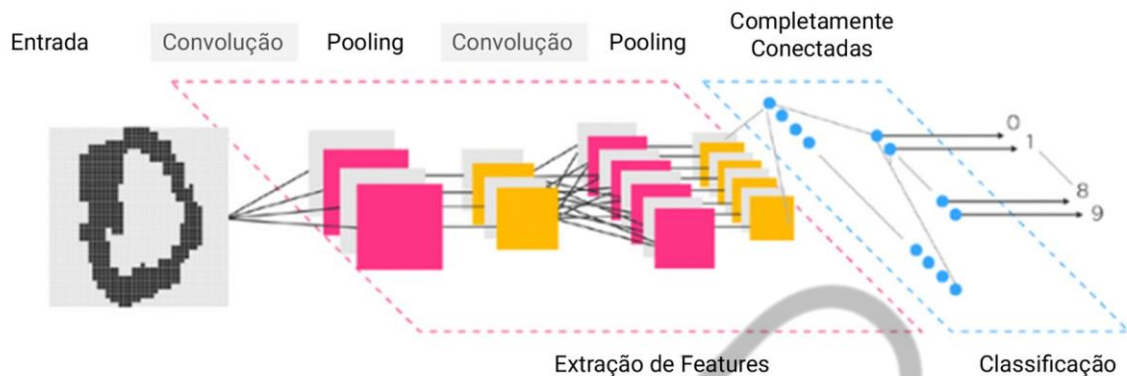 Entrada
Convolução
Pooling
Convolução
Pooling
Completamente
Conectadas
0
1
8
9
Extração de Features
Classificação